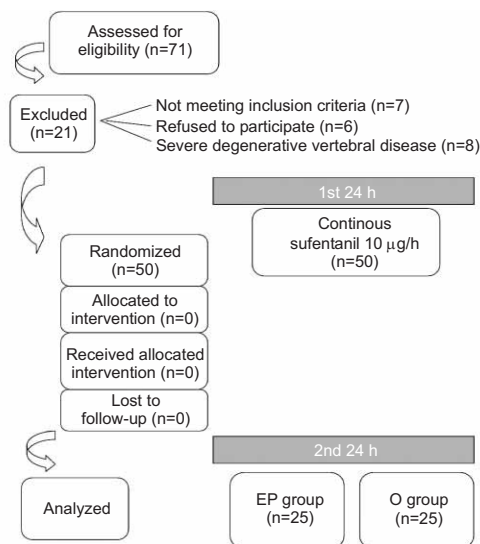 Assessed for
eligibility (n=71)
Excluded
(n=21)
Not meeting inclusion criteria (n=7)
Refused to participate (n=6)
Severe degenerative vertebral disease (n=8)
1st 24 h
Continous
sufentanil 10 µg/h
(n=50)
Randomized
(n=50)
Allocated to
intervention (n=0)
Received allocated
intervention (n=0)
Lost to
follow-up (n=0)
2nd 24 h
Analyzed
EP group
(n=25)
O group
(n=25)